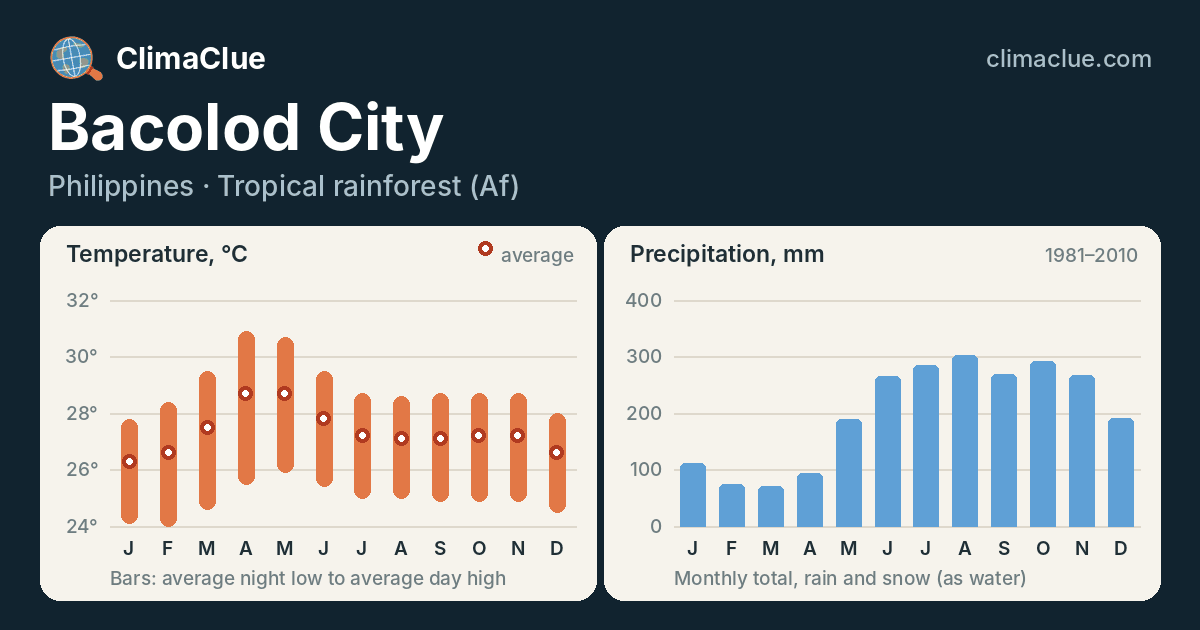 ClimaClue
climaclue.com
Bacolod City
Philippines · Tropical rainforest (Af)
Temperature, °C
average
32°
30°
28°
26°
24°
J F M A M J J A S O N D
Bars: average night low to average day high
Precipitation, mm
1981–2010
400
300
200
100
0
J F M A M J J A S O N D
Monthly total, rain and snow (as water)